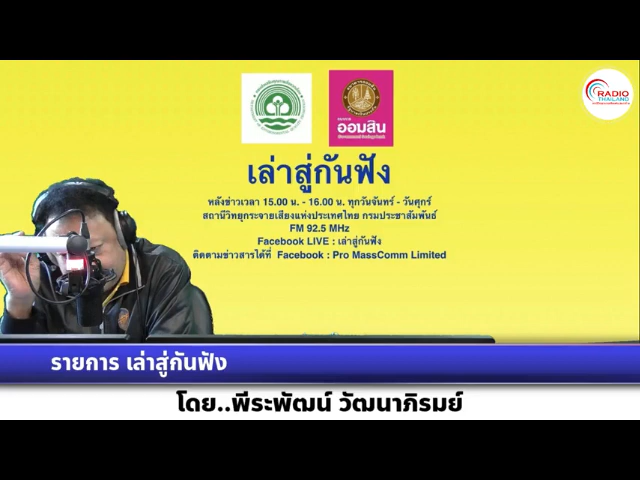 RADIO
THAILAND
ออมสิน
เล่าสู่กันฟัง
หลังข่าวเวลา 15.00 น. - 16.00 น. ทุกวันจันทร์ - วันศุกร์
สถานีวิทยุกระจายเสียงแห่งประเทศไทย กรมประชาสัมพันธ์
FM 92.5 MHz
Facebook LIVE : เล่าสู่กันฟัง
ติดตามข่าวสารได้ที่ Facebook : Pro MassComm Limited
รายการ เล่าสู่กันฟัง
โดย..พีระพัฒน์ วัฒนาภิรมย์